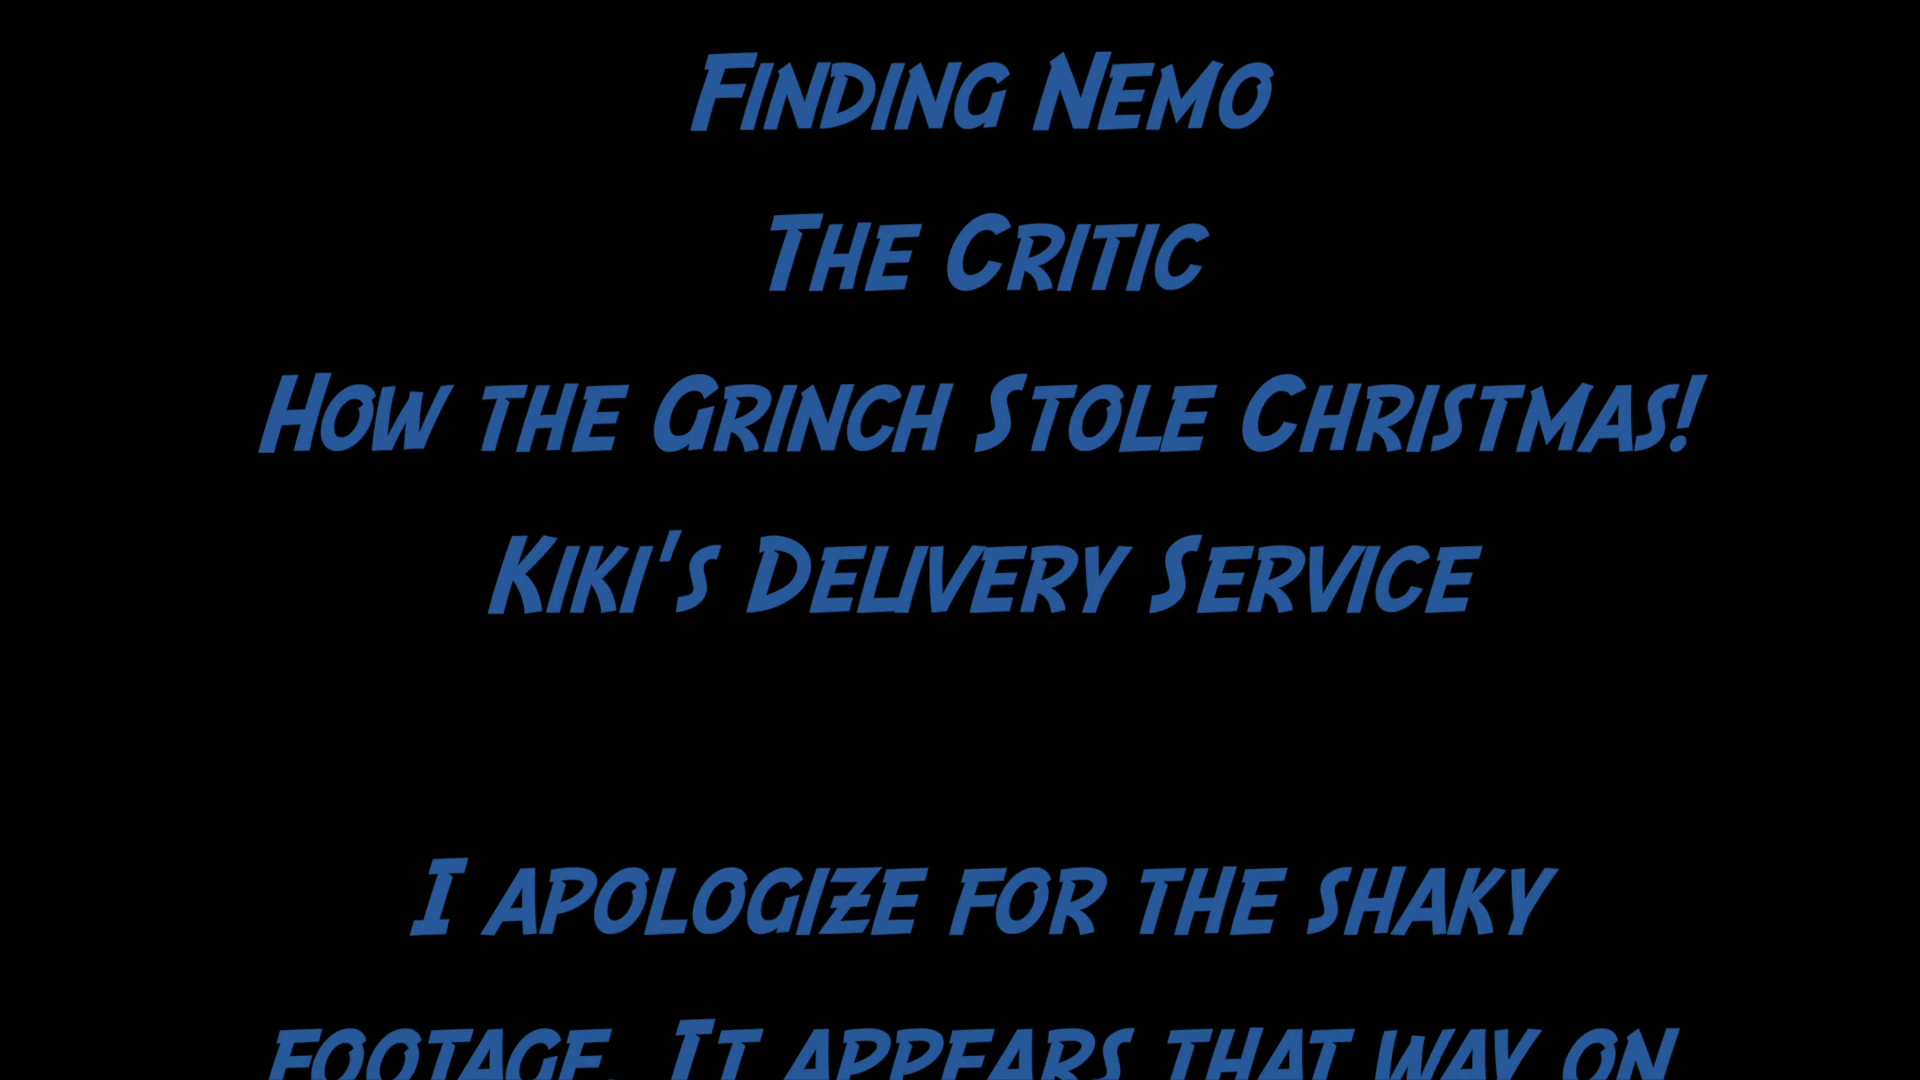 Finding Nemo
The Critic
How the Grinch Stole Christmas!
Kiki's Delivery Service
I apologize for the shaky
footage. It appears that way on